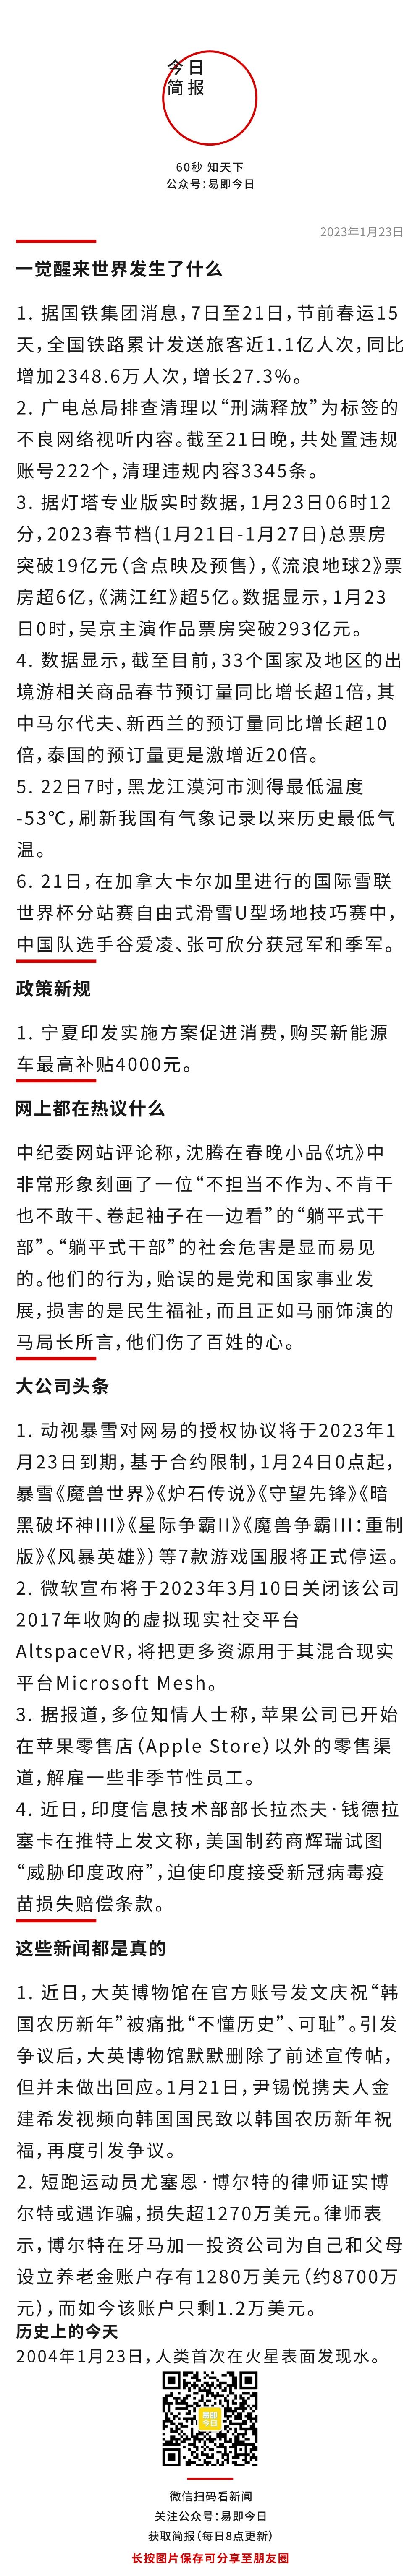 今日
简报
60秒 知天下
公众号：易即今日
2023年1月23日
一觉醒来世界发生了什么
1. 据国铁集团消息，7日至21日，节前春运15
天，全国铁路累计发送旅客近1.1亿人次，同比
增加2348.6万人次，增长27.3%。
2. 广电总局排查清理以“刑满释放”为标签的
不良网络视听内容。截至21日晚，共处置违规
账号222个，清理违规内容3345条。
3. 据灯塔专业版实时数据，1月23日06时12
分，2023春节档(1月21日-1月27日)总票房
突破19亿元（含点映及预售），《流浪地球2》票
房超6亿，《满江红》超5亿。数据显示，1月23
日0时，吴京主演作品票房突破293亿元。
4. 数据显示，截至目前，33个国家及地区的出
境游相关商品春节预订量同比增长超1倍，其
中马尔代夫、新西兰的预订量同比增长超10
倍，泰国的预订量更是激增近20倍。
5. 22日7时，黑龙江漠河市测得最低温度
-53℃，刷新我国有气象记录以来历史最低气
温。
6. 21日，在加拿大卡尔加里进行的国际雪联
世界杯分站赛自由式滑雪U型场地技巧赛中，
中国队选手谷爱凌、张可欣分获冠军和季军。
政策新规
1. 宁夏印发实施方案促进消费，购买新能源
车最高补贴4000元。
网上都在热议什么
中纪委网站评论称，沈腾在春晚小品《坑》中
非常形象刻画了一位“不担当不作为、不肯干
也不敢干、卷起袖子在一边看”的“躺平式干
部”。“躺平式干部”的社会危害是显而易见
的。他们的行为，贻误的是党和国家事业发
展，损害的是民生福祉，而且正如马丽饰演的
马局长所言，他们伤了百姓的心。
大公司头条
1. 动视暴雪对网易的授权协议将于2023年1
月23日到期，基于合约限制，1月24日0点起，
暴雪《魔兽世界》《炉石传说》《守望先锋》《暗
黑破坏神III》《星际争霸II》《魔兽争霸III：重制
版》《风暴英雄》）等7款游戏国服将正式停运。
2. 微软宣布将于2023年3月10日关闭该公司
2017年收购的虚拟现实社交平台
AltspaceVR，将把更多资源用于其混合现实
平台Microsoft Mesh。
3. 据报道，多位知情人士称，苹果公司已开始
在苹果零售店（Apple Store）以外的零售渠
道，解雇一些非季节性员工。
4. 近日，印度信息技术部部长拉杰夫·钱德拉
塞卡在推特上发文称，美国制药商辉瑞试图
“威胁印度政府”，迫使印度接受新冠病毒疫
苗损失赔偿条款。
这些新闻都是真的
1. 近日，大英博物馆在官方账号发文庆祝“韩
国农历新年”被痛批“不懂历史”、可耻”。引发
争议后，大英博物馆默默删除了前述宣传帖，
但并未做出回应。1月21日，尹锡悦携夫人金
建希发视频向韩国国民致以韩国农历新年祝
福，再度引发争议。
2. 短跑运动员尤塞恩·博尔特的律师证实博
尔特或遇诈骗，损失超1270万美元。律师表
示，博尔特在牙马加一投资公司为自己和父母
设立养老金账户存有1280万美元（约8700万
元），而如今该账户只剩1.2万美元。
历史上的今天
2004年1月23日，人类首次在火星表面发现水。
易即
今日
微信扫码看新闻
关注公众号：易即今日
获取简报（每日8点更新）
长按图片保存可分享至朋友圈